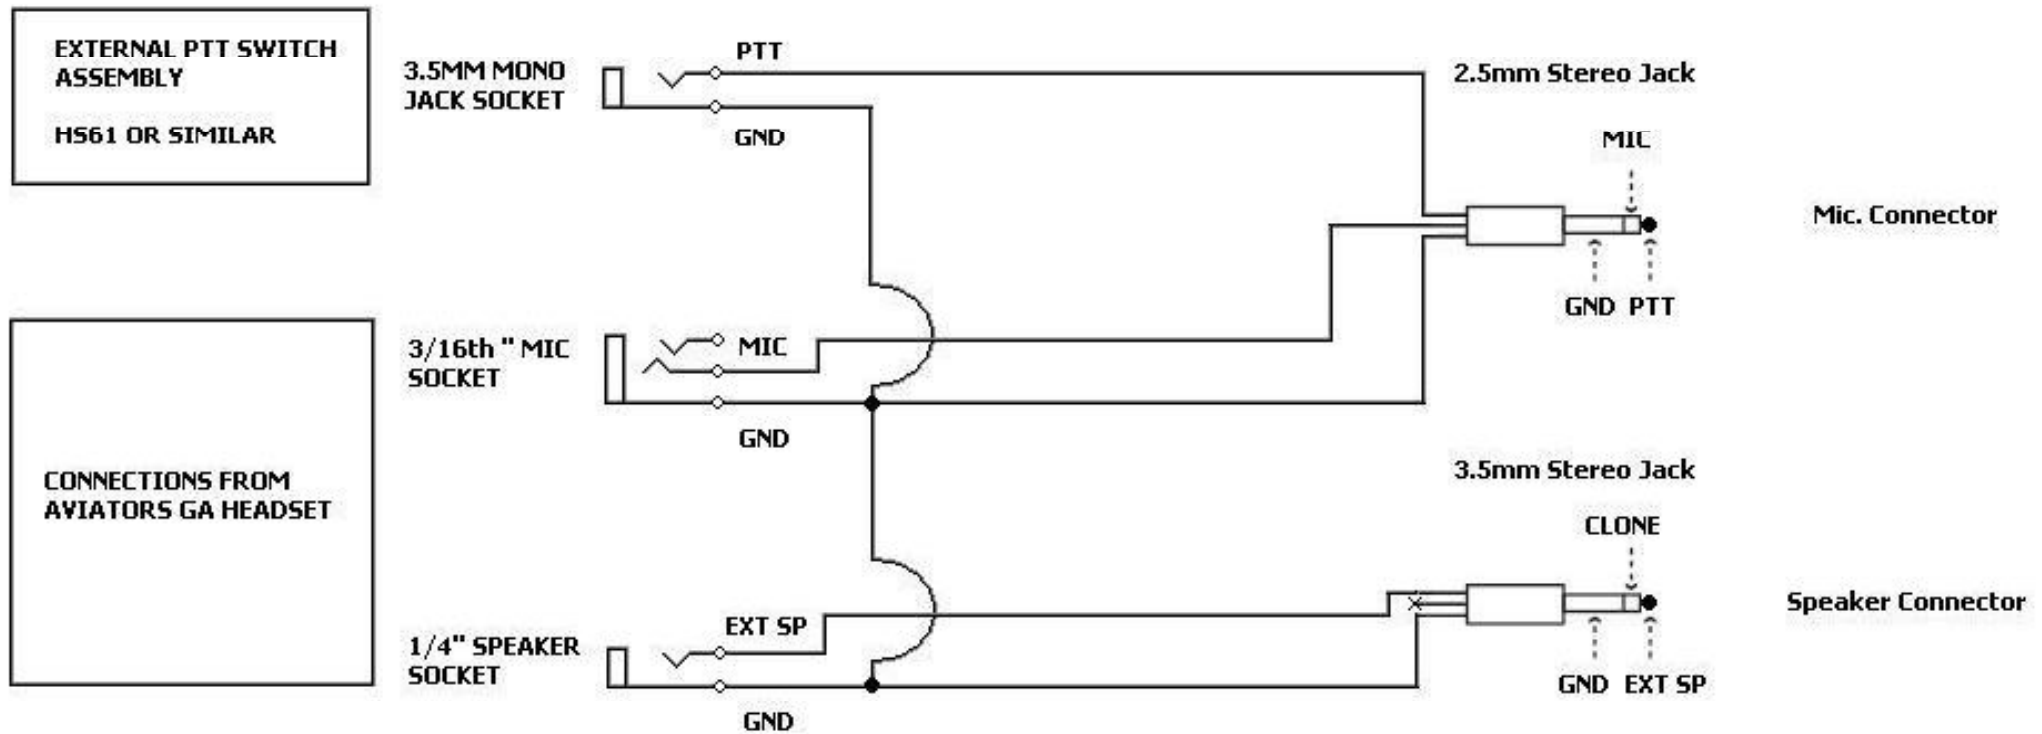 EXTERNAL PTT SWITCH
ASSEMBLY
HS61 OR SIMILAR
3.5MM MONO
JACK SOCKET
PTT
GND
2.5mm Stereo Jack
MIC
GND PTT
Mic. Connector
3/16th " MIC
SOCKET
MIC
GND
CONNECTIONS FROM
AVIATORS GA HEADSET
3.5mm Stereo Jack
CLONE
GND EXT SP
Speaker Connector
1/4" SPEAKER
SOCKET
EXT SP
GND